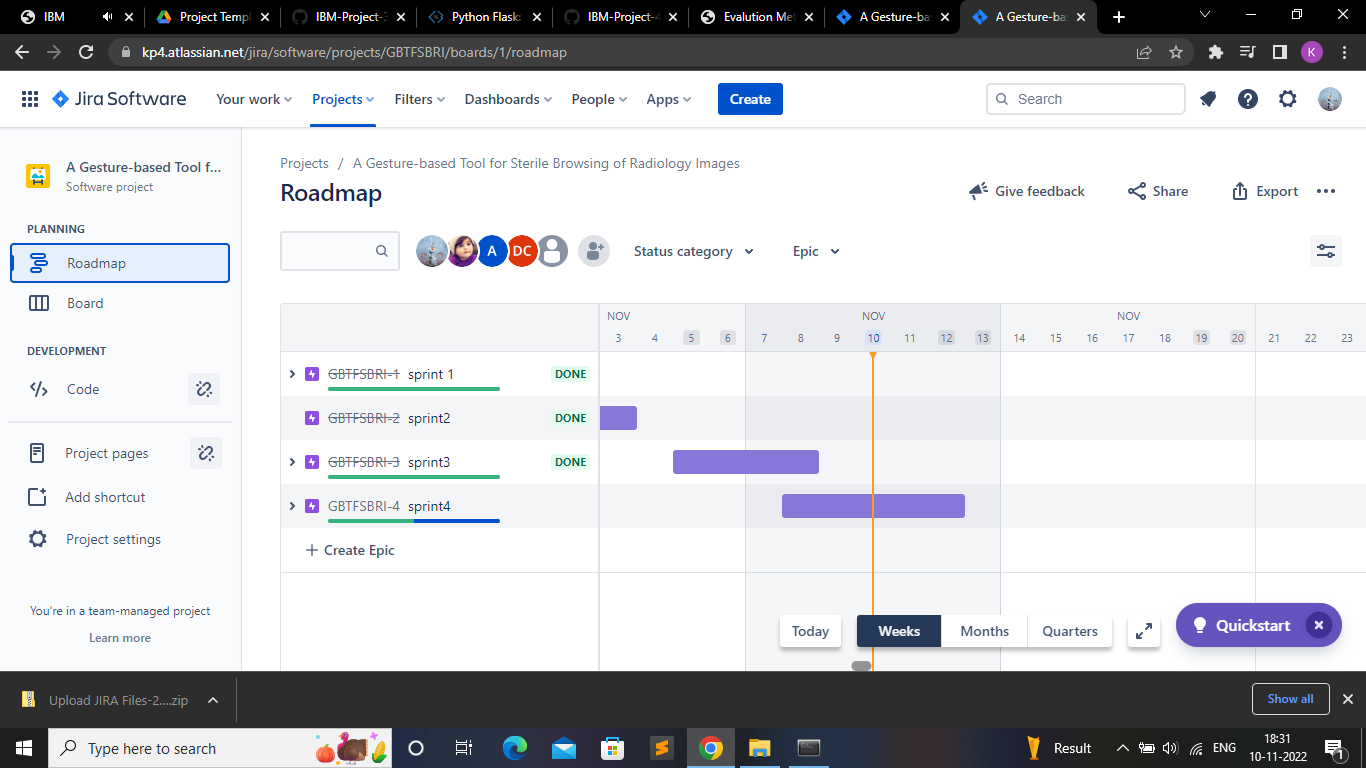 IBM
Project Templ
IBM-Project-3
Python Flask:
IBM-Project-4
Evalution Met
A Gesture-bas
A Gesture-bas
kp4.atlassian.net/jira/software/projects/GBTFSBRI/boards/1/roadmap
K
Jira Software
Your work
Projects
Filters
Dashboards
People
Apps
Create
Search
A Gesture-based Tool f...
Software project
PLANNING
Roadmap
Board
DEVELOPMENT
Code
Project pages
Add shortcut
Project settings
You're in a team-managed project
Learn more
Projects / A Gesture-based Tool for Sterile Browsing of Radiology Images
Roadmap
Give feedback
Share
Export
A
DC
Status category
Epic
NOV NOV NOV
3 4 5 6 7 8 9 10 11 12 13 14 15 16 17 18 19 20 21 22 23
GBTFSBRI-1 sprint 1 DONE
GBTFSBRI-2 sprint2 DONE
GBTFSBRI-3 sprint3 DONE
GBTFSBRI-4 sprint4
+ Create Epic
Today
Weeks
Months
Quarters
Quickstart
Upload JIRA Files-2....zip
Show all
Type here to search
Result
ENG
18:31
10-11-2022
1